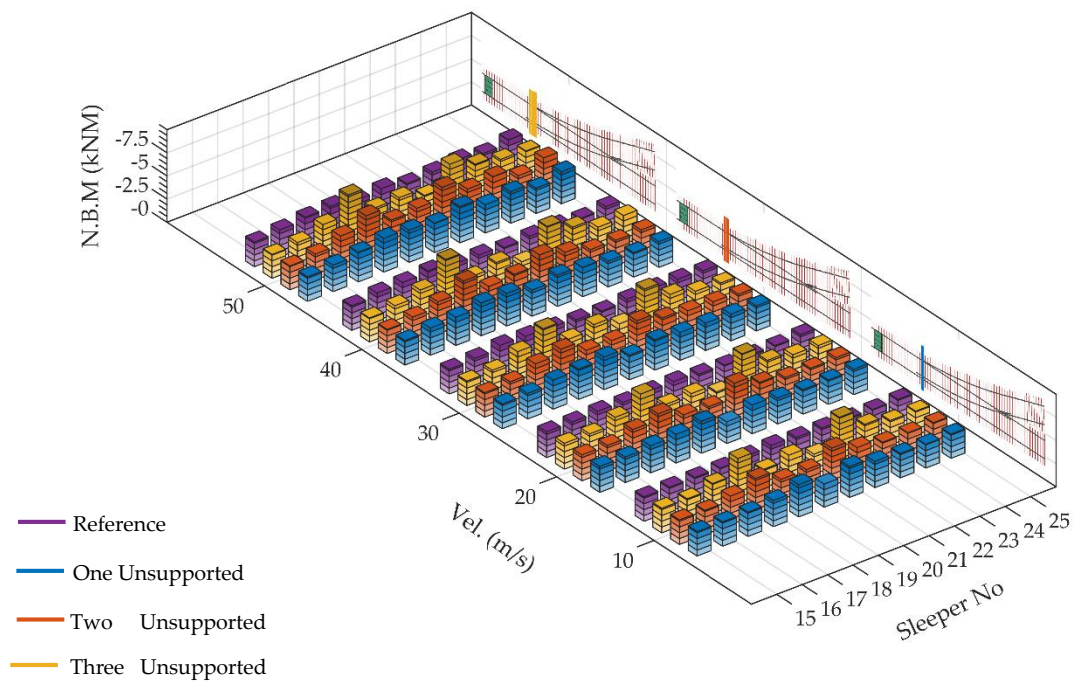 N.B.M (kNM)
-7.5
-5
-2.5
-0
50
40
30
20
10
Vel. (m/s)
15
16
17
18
19
20
21
22
23
24
25
Sleeper No
Reference
One Unsupported
Two Unsupported
Three Unsupported